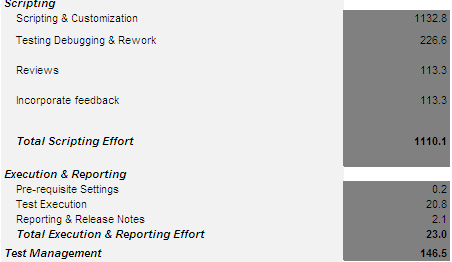 Scripting
Scripting & Customization 1132.8
Testing Debugging & Rework 226.6
Reviews 113.3
Incorporate feedback 113.3
Total Scripting Effort 1110.1
Execution & Reporting
Pre-requisite Settings 0.2
Test Execution 20.8
Reporting & Release Notes 2.1
Total Execution & Reporting Effort 23.0
Test Management 146.5